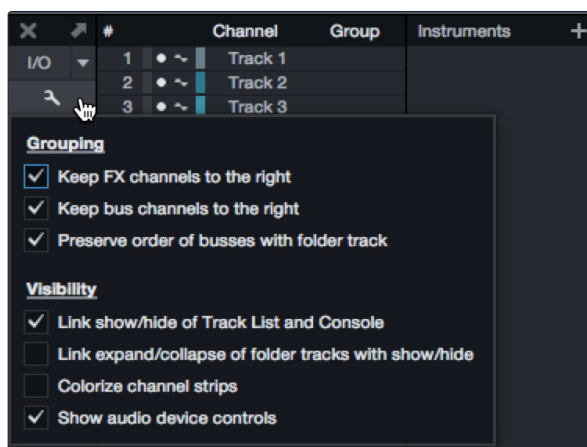 # Channel Group Instruments +
I/O 1 Track 1
2 Track 2
3 Track 3
Grouping
Keep FX channels to the right
Keep bus channels to the right
Preserve order of busses with folder track
Visibility
Link show/hide of Track List and Console
Link expand/collapse of folder tracks with show/hide
Colorize channel strips
Show audio device controls